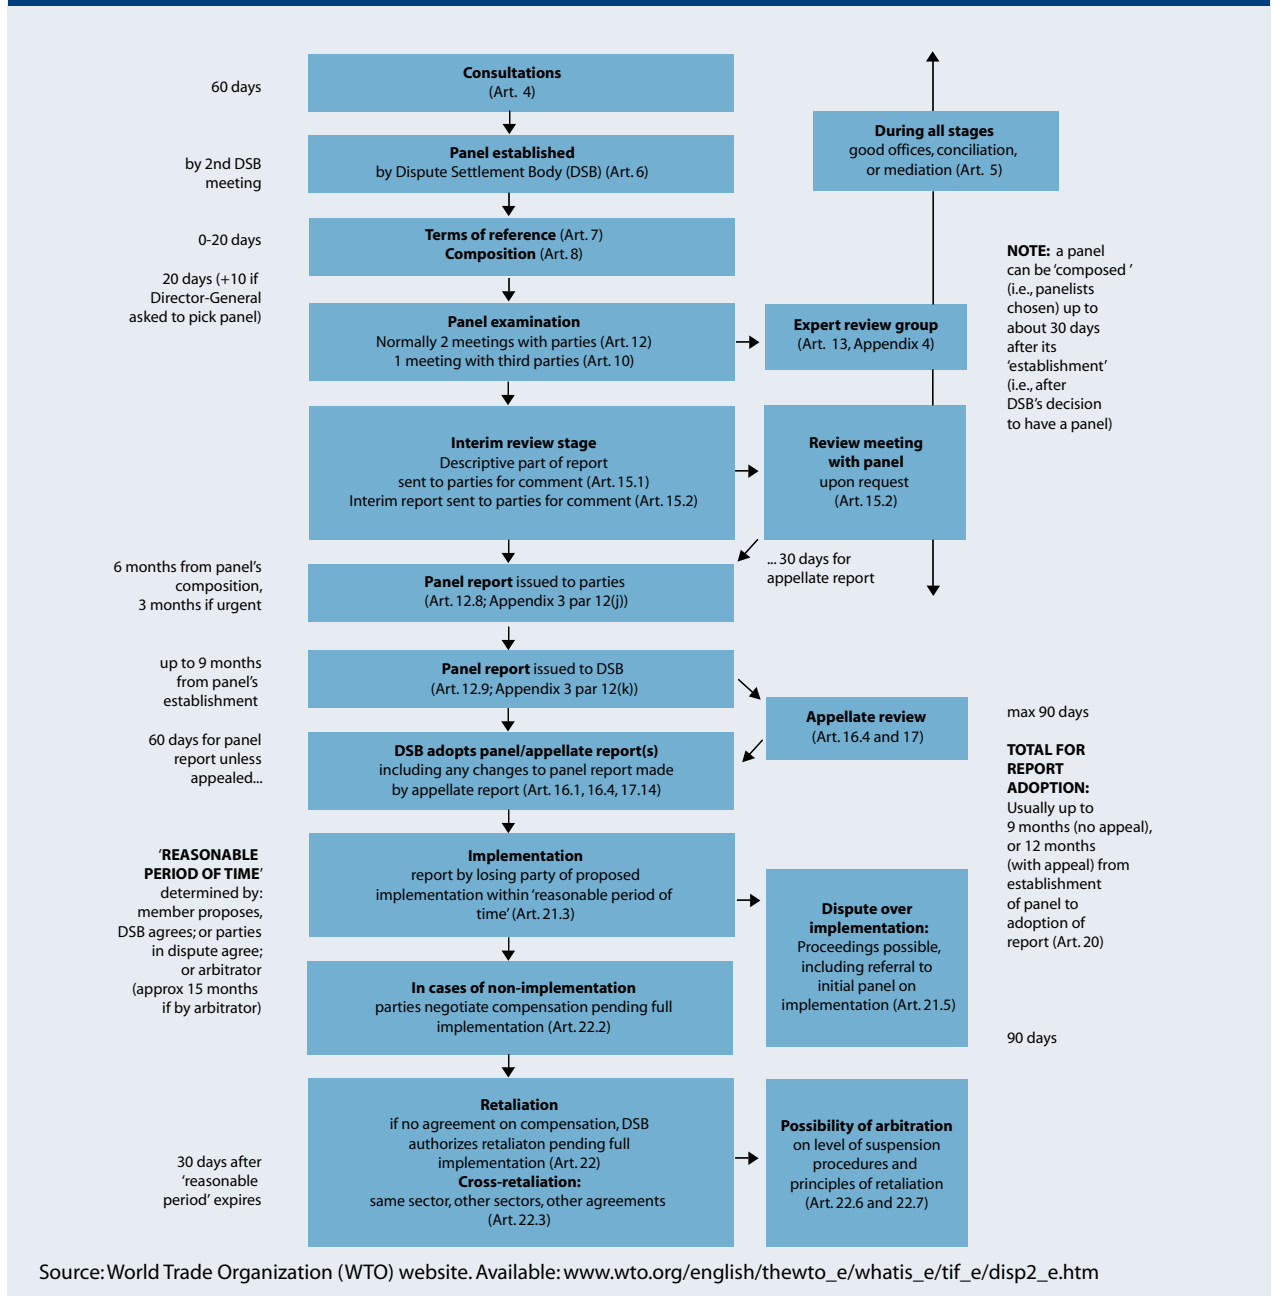 60 days
Consultations
(Art. 4)
by 2nd DSB
meeting
Panel established
by Dispute Settlement Body (DSB) (Art. 6)
During all stages
good offices, conciliation,
or mediation (Art. 5)
0-20 days
Terms of reference (Art. 7)
Composition (Art. 8)
20 days (+10 if
Director-General
asked to pick panel)
Panel examination
Normally 2 meetings with parties (Art. 12)
1 meeting with third parties (Art. 10)
Expert review group
(Art. 13, Appendix 4)
NOTE: a panel
can be ‘composed ’
(i.e., panelists
chosen) up to
about 30 days
after its
‘establishment’
(i.e., after
DSB’s decision
to have a panel)
Interim review stage
Descriptive part of report
sent to parties for comment (Art. 15.1)
Interim report sent to parties for comment (Art. 15.2)
Review meeting
with panel
upon request
(Art. 15.2)
6 months from panel’s
composition,
3 months if urgent
Panel report issued to parties
(Art. 12.8; Appendix 3 par 12(j))
... 30 days for
appellate report
up to 9 months
from panel’s
establishment
Panel report issued to DSB
(Art. 12.9; Appendix 3 par 12(k))
Appellate review
(Art. 16.4 and 17)
max 90 days
60 days for panel
report unless
appealed...
DSB adopts panel/appellate report(s)
including any changes to panel report made
by appellate report (Art. 16.1, 16.4, 17.14)
TOTAL FOR
REPORT
ADOPTION:
Usually up to
9 months (no appeal),
or 12 months
(with appeal) from
establishment
of panel to
adoption of
report (Art. 20)
‘REASONABLE
PERIOD OF TIME’
determined by:
member proposes,
DSB agrees; or parties
in dispute agree;
or arbitrator
(approx 15 months
if by arbitrator)
Implementation
report by losing party of proposed
implementation within ‘reasonable period of
time’ (Art. 21.3)
Dispute over
implementation:
Proceedings possible,
including referral to
initial panel on
implementation (Art. 21.5)
In cases of non-implementation
parties negotiate compensation pending full
implementation (Art. 22.2)
90 days
30 days after
‘reasonable
period’ expires
Retaliation
if no agreement on compensation, DSB
authorizes retaliaton pending full
implementation (Art. 22)
Cross-retaliation:
same sector, other sectors, other agreements
(Art. 22.3)
Possibility of arbitration
on level of suspension
procedures and
principles of retaliation
(Art. 22.6 and 22.7)
Source: World Trade Organization (WTO) website. Available: www.wto.org/english/thewto_e/whatis_e/tif_e/disp2_e.htm